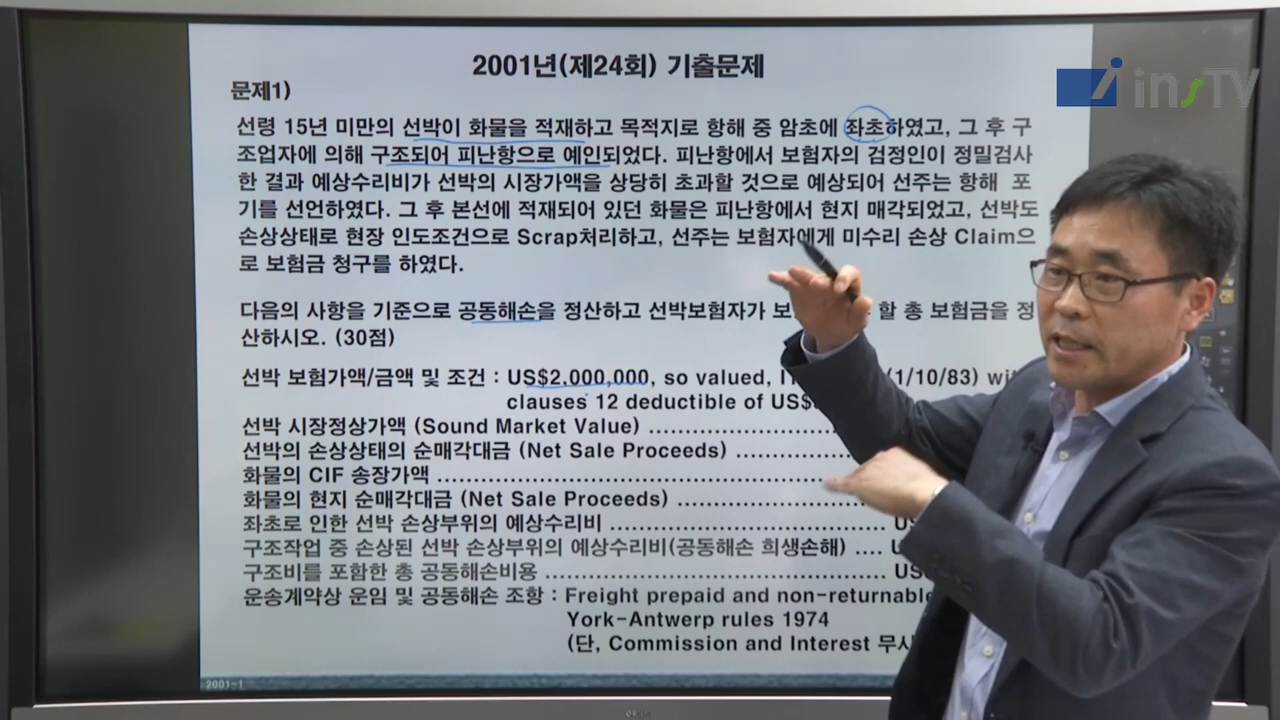 insTV
2001년(제24회) 기출문제
문제1)
선령 15년 미만의 선박이 화물을 적재하고 목적지로 항해 중 암초에 좌초하였고, 그 후 구
조업자에 의해 구조되어 피난항으로 예인되었다. 피난항에서 보험자의 검정인이 정밀검사
한 결과 예상수리비가 선박의 시장가액을 상당히 초과할 것으로 예상되어 선주는 항해 포
기를 선언하였다. 그 후 본선에 적재되어 있던 화물은 피난항에서 현지 매각되었고, 선박도
손상상태로 현장 인도조건으로 Scrap처리하고, 선주는 보험자에게 미수리 손상 Claim으
로 보험금 청구를 하였다.
다음의 사항을 기준으로 공동해손을 정산하고 선박보험자가 할 총 보험금을 정
산하시오. (30점)
선박 보험가액/금액 및 조건 : US$2,000,000, so valued, (1/10/83)
clauses 12 deductible of
선박 시장정상가액 (Sound Market Value) ....................
선박의 손상상태의 순매각대금 (Net Sale Proceeds) ...........
화물의 CIF 송장가액 ..........................................
화물의 현지 순매각대금 (Net Sale Proceeds) ..................
좌초로 인한 선박 손상부위의 예상수리비 ..............................
구조작업 중 손상된 선박 손상부위의 예상수리비(공동해손 희생손해) ....
구조비를 포함한 총 공동해손비용 ......................................
운송계약상 운임 및 공동해손 조항 : Freight prepaid and non-returnable
York-Antwerp rules 1974
(단, Commission and Interest 무시
2001-1